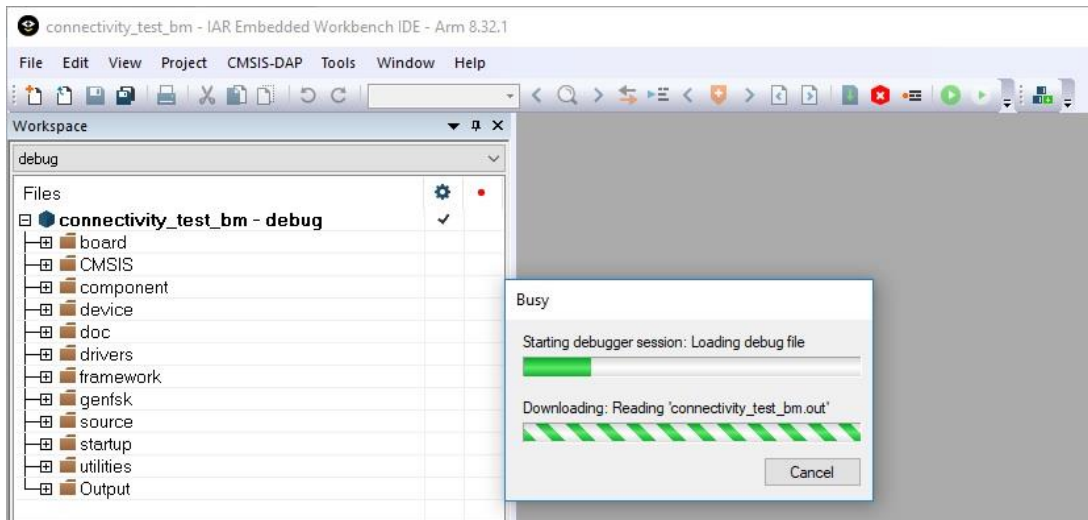 connectivity_test_bm - IAR Embedded Workbench IDE - Arm 8.32.1
File Edit View Project CMSIS-DAP Tools Window Help
Workspace
debug
Files
connectivity_test_bm - debug
board
CMSIS
component
device
doc
drivers
framework
genfsk
source
startup
utilities
Output
Busy
Starting debugger session: Loading debug file
Downloading: Reading 'connectivity_test_bm.out'
Cancel